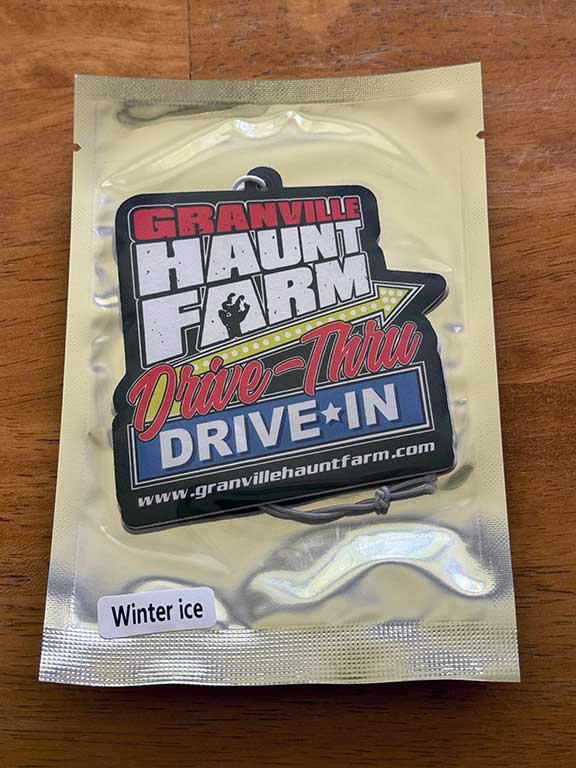 GRANVILLE
HAUNT
FARM
Drive-Thru
DRIVE★IN
www.granvillehauntfarm.com
Winter ice